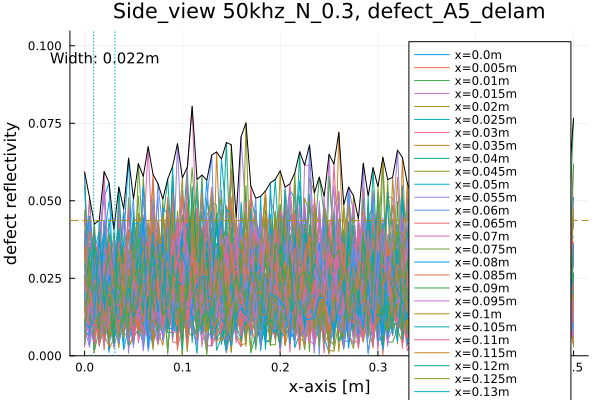 Side_view 50khz_N_0.3, defect_A5_delam
0.100
Width: 0.022m
0.075
0.050
0.025
0.000
defect reflectivity
0.0
0.1
0.2
0.3
.5
x-axis [m]
x=0.0m
x=0.005m
x=0.01m
x=0.015m
x=0.02m
x=0.025m
x=0.03m
x=0.035m
x=0.04m
x=0.045m
x=0.05m
x=0.055m
x=0.06m
x=0.065m
x=0.07m
x=0.075m
x=0.08m
x=0.085m
x=0.09m
x=0.095m
x=0.1m
x=0.105m
x=0.11m
x=0.115m
x=0.12m
x=0.125m
x=0.13m